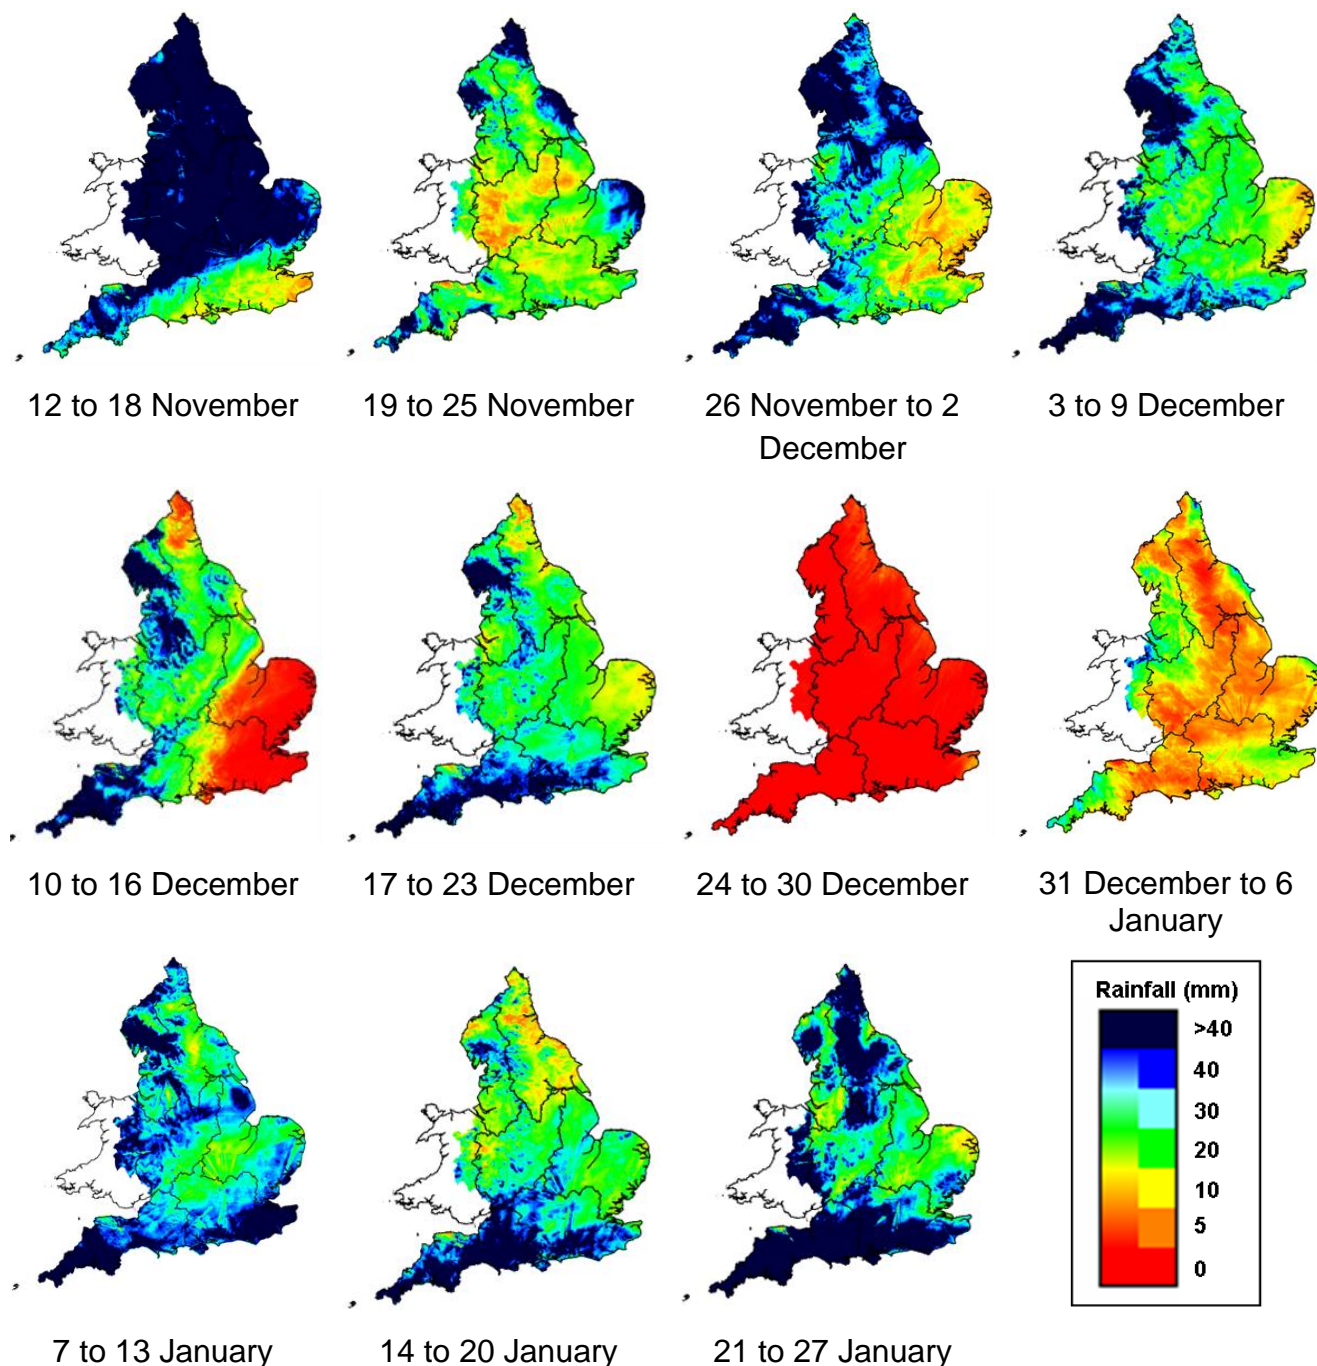 12 to 18 November
19 to 25 November
26 November to 2
December
3 to 9 December
10 to 16 December
17 to 23 December
24 to 30 December
31 December to 6
January
Rainfall (mm)
>40
40
30
20
10
5
0
7 to 13 January
14 to 20 January
21 to 27 January